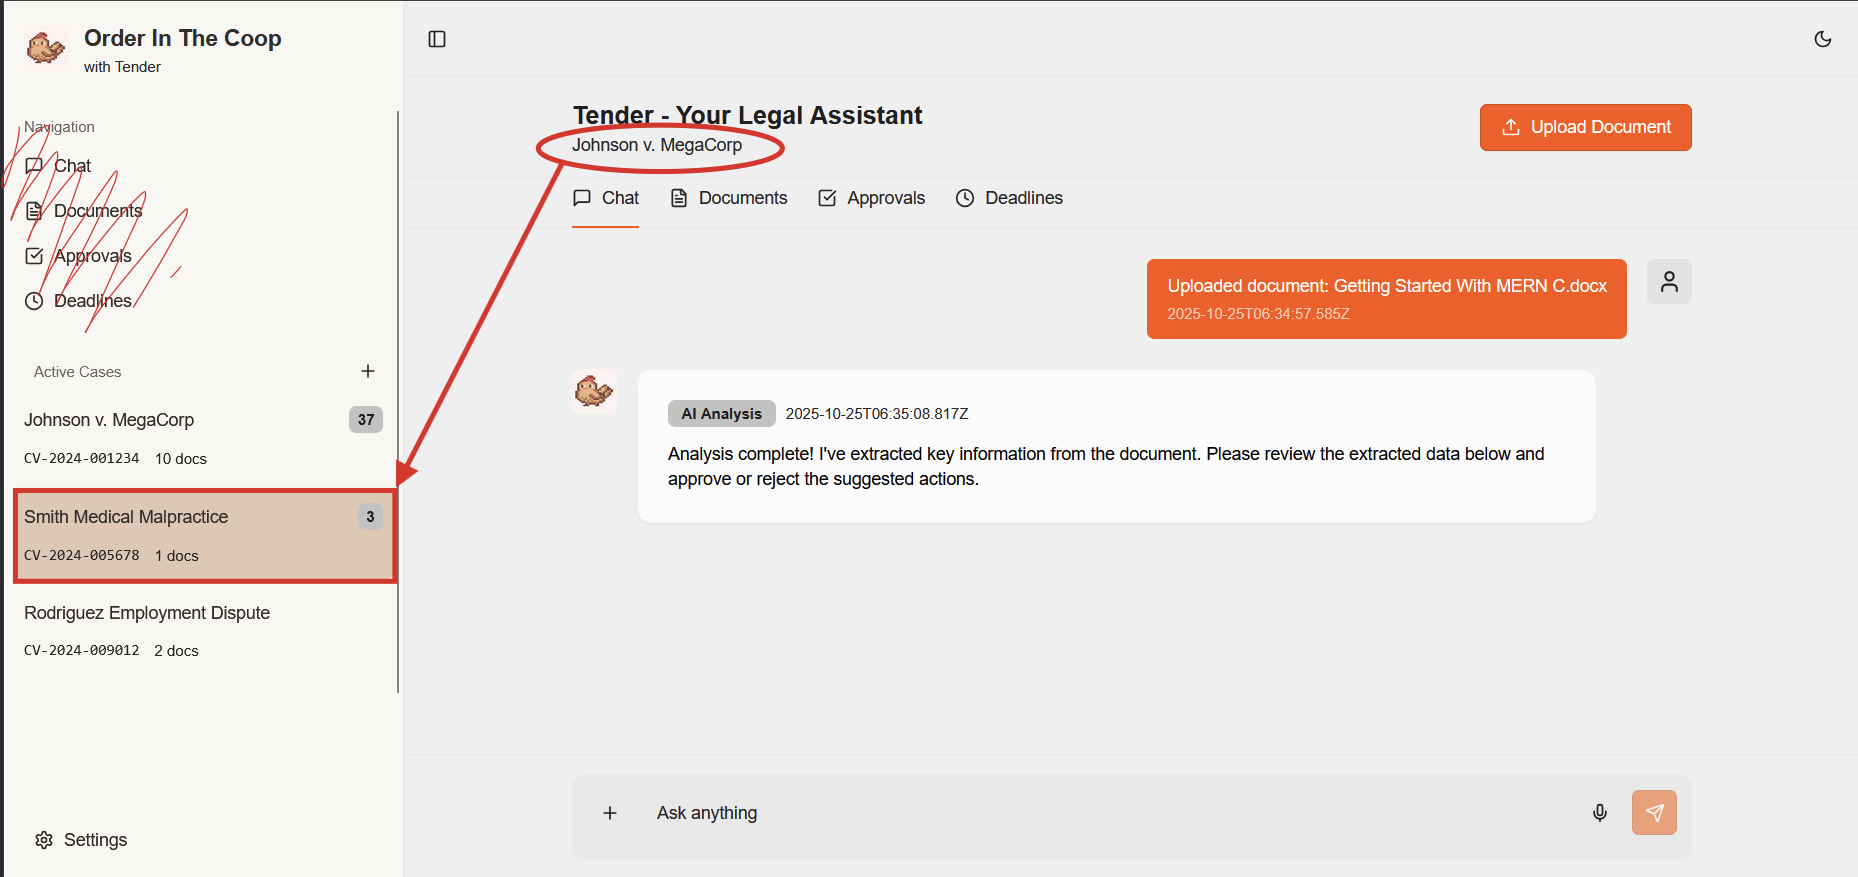 Order In The Coop
with Tender
Navigation
Chat
Documents
Approvals
Deadlines
Active Cases
Johnson v. MegaCorp 37
CV-2024-001234 10 docs
Smith Medical Malpractice 3
CV-2024-005678 1 docs
Rodriguez Employment Dispute
CV-2024-009012 2 docs
Settings
Tender - Your Legal Assistant
Johnson v. MegaCorp
Upload Document
Chat Documents Approvals Deadlines
Uploaded document: Getting Started With MERN C.docx
2025-10-25T06:34:57.585Z
AI Analysis 2025-10-25T06:35:08.817Z
Analysis complete! I've extracted key information from the document. Please review the extracted data below and
approve or reject the suggested actions.
Ask anything